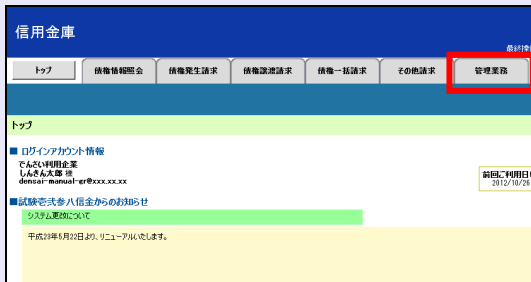 信用金庫
最終操
トップ 債権情報照会 債権発生請求 債権譲渡請求 債権一括請求 その他請求 管理業務
トップ
■ ログインアカウント情報
でんさい利用企業
しんきん太郎 様
densai-manual-gr@xxx.xx.xx
前回ご利用日
2012/10/26
■試験壱弐参八信金からのお知らせ
システム更改について
平成23年5月22日より、リニューアルいたします。